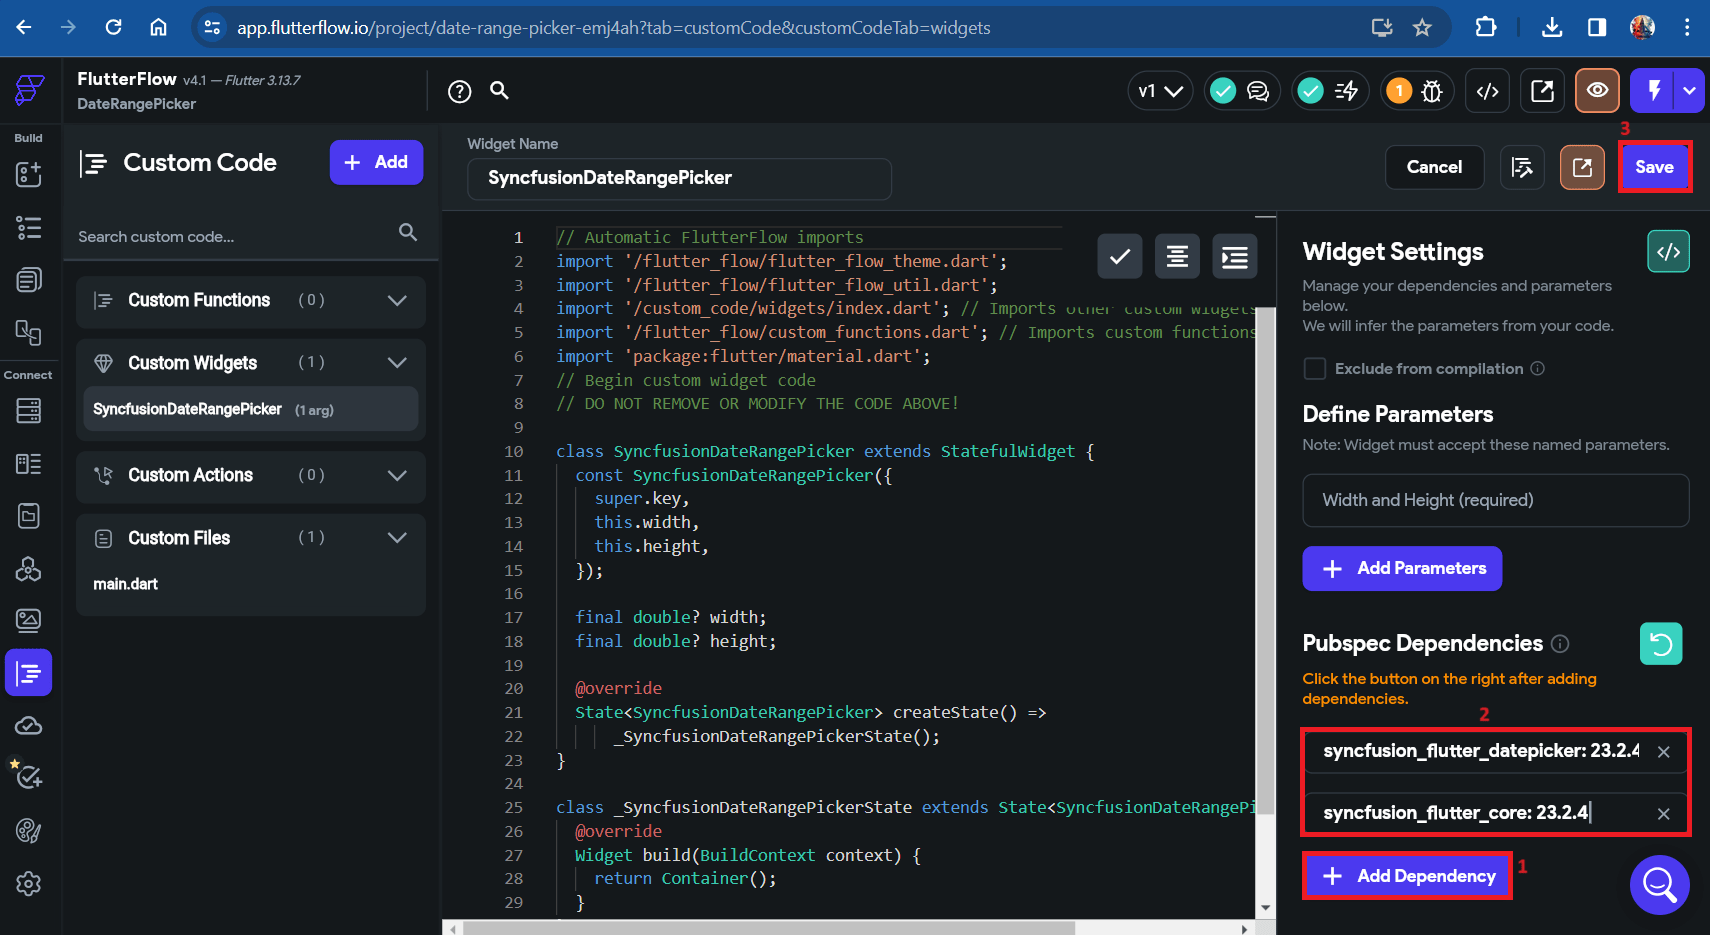 app.flutterflow.io/project/date-range-picker-emj4ah?tab=customCode&customCodeTab=widgets
FlutterFlow v4.1 — Flutter 3.13.7
DateRangePicker
?
v1
1
</>
Build
Connect
Custom Code
+ Add
Search custom code...
Custom Functions (0)
Custom Widgets (1)
SyncfusionDateRangePicker (1 arg)
Custom Actions (0)
Custom Files (1)
main.dart
Widget Name
SyncfusionDateRangePicker
Cancel
3
Save
1 // Automatic FlutterFlow imports
2 import '/flutter_flow/flutter_flow_theme.dart';
3 import '/flutter_flow/flutter_flow_util.dart';
4 import '/custom_code/widgets/index.dart'; // Imports other custom widgets
5 import '/flutter_flow/custom_functions.dart'; // Imports custom functions
6 import 'package:flutter/material.dart';
7 // Begin custom widget code
8 // DO NOT REMOVE OR MODIFY THE CODE ABOVE!
9
10 class SyncfusionDateRangePicker extends StatefulWidget {
11 const SyncfusionDateRangePicker({
12 super.key,
13 this.width,
14 this.height,
15 });
16
17 final double? width;
18 final double? height;
19
20 @override
21 State<SyncfusionDateRangePicker> createState() =>
22 _SyncfusionDateRangePickerState();
23 }
24
25 class _SyncfusionDateRangePickerState extends State<SyncfusionDateRangePi
26 @override
27 Widget build(BuildContext context) {
28 return Container();
29 }
Widget Settings
</>
Manage your dependencies and parameters
below.
We will infer the parameters from your code.
Exclude from compilation
Define Parameters
Note: Widget must accept these named parameters.
Width and Height (required)
+ Add Parameters
Pubspec Dependencies
Click the button on the right after adding
dependencies.
2
syncfusion_flutter_datepicker: 23.2.4
syncfusion_flutter_core: 23.2.4
+ Add Dependency
1